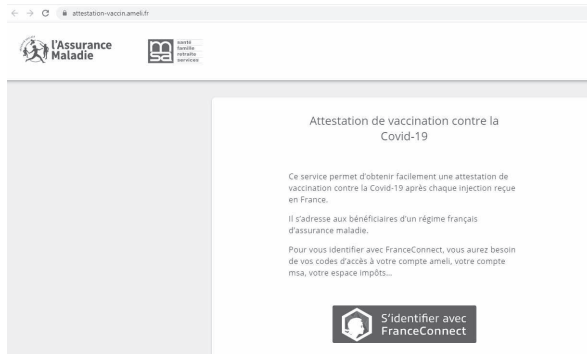 attestation-vaccin.ameli.fr
l'Assurance
Maladie
msa
santé
famille
retraite
services
Attestation de vaccination contre la
Covid-19
Ce service permet d'obtenir facilement une attestation de
vaccination contre la Covid-19 après chaque injection reçue
en France.
Il s'adresse aux bénéficiaires d'un régime français
d'assurance maladie.
Pour vous identifier avec FranceConnect, vous aurez besoin
de vos codes d'accès à votre compte ameli, votre compte
msa, votre espace impôts...
S'identifier avec
FranceConnect